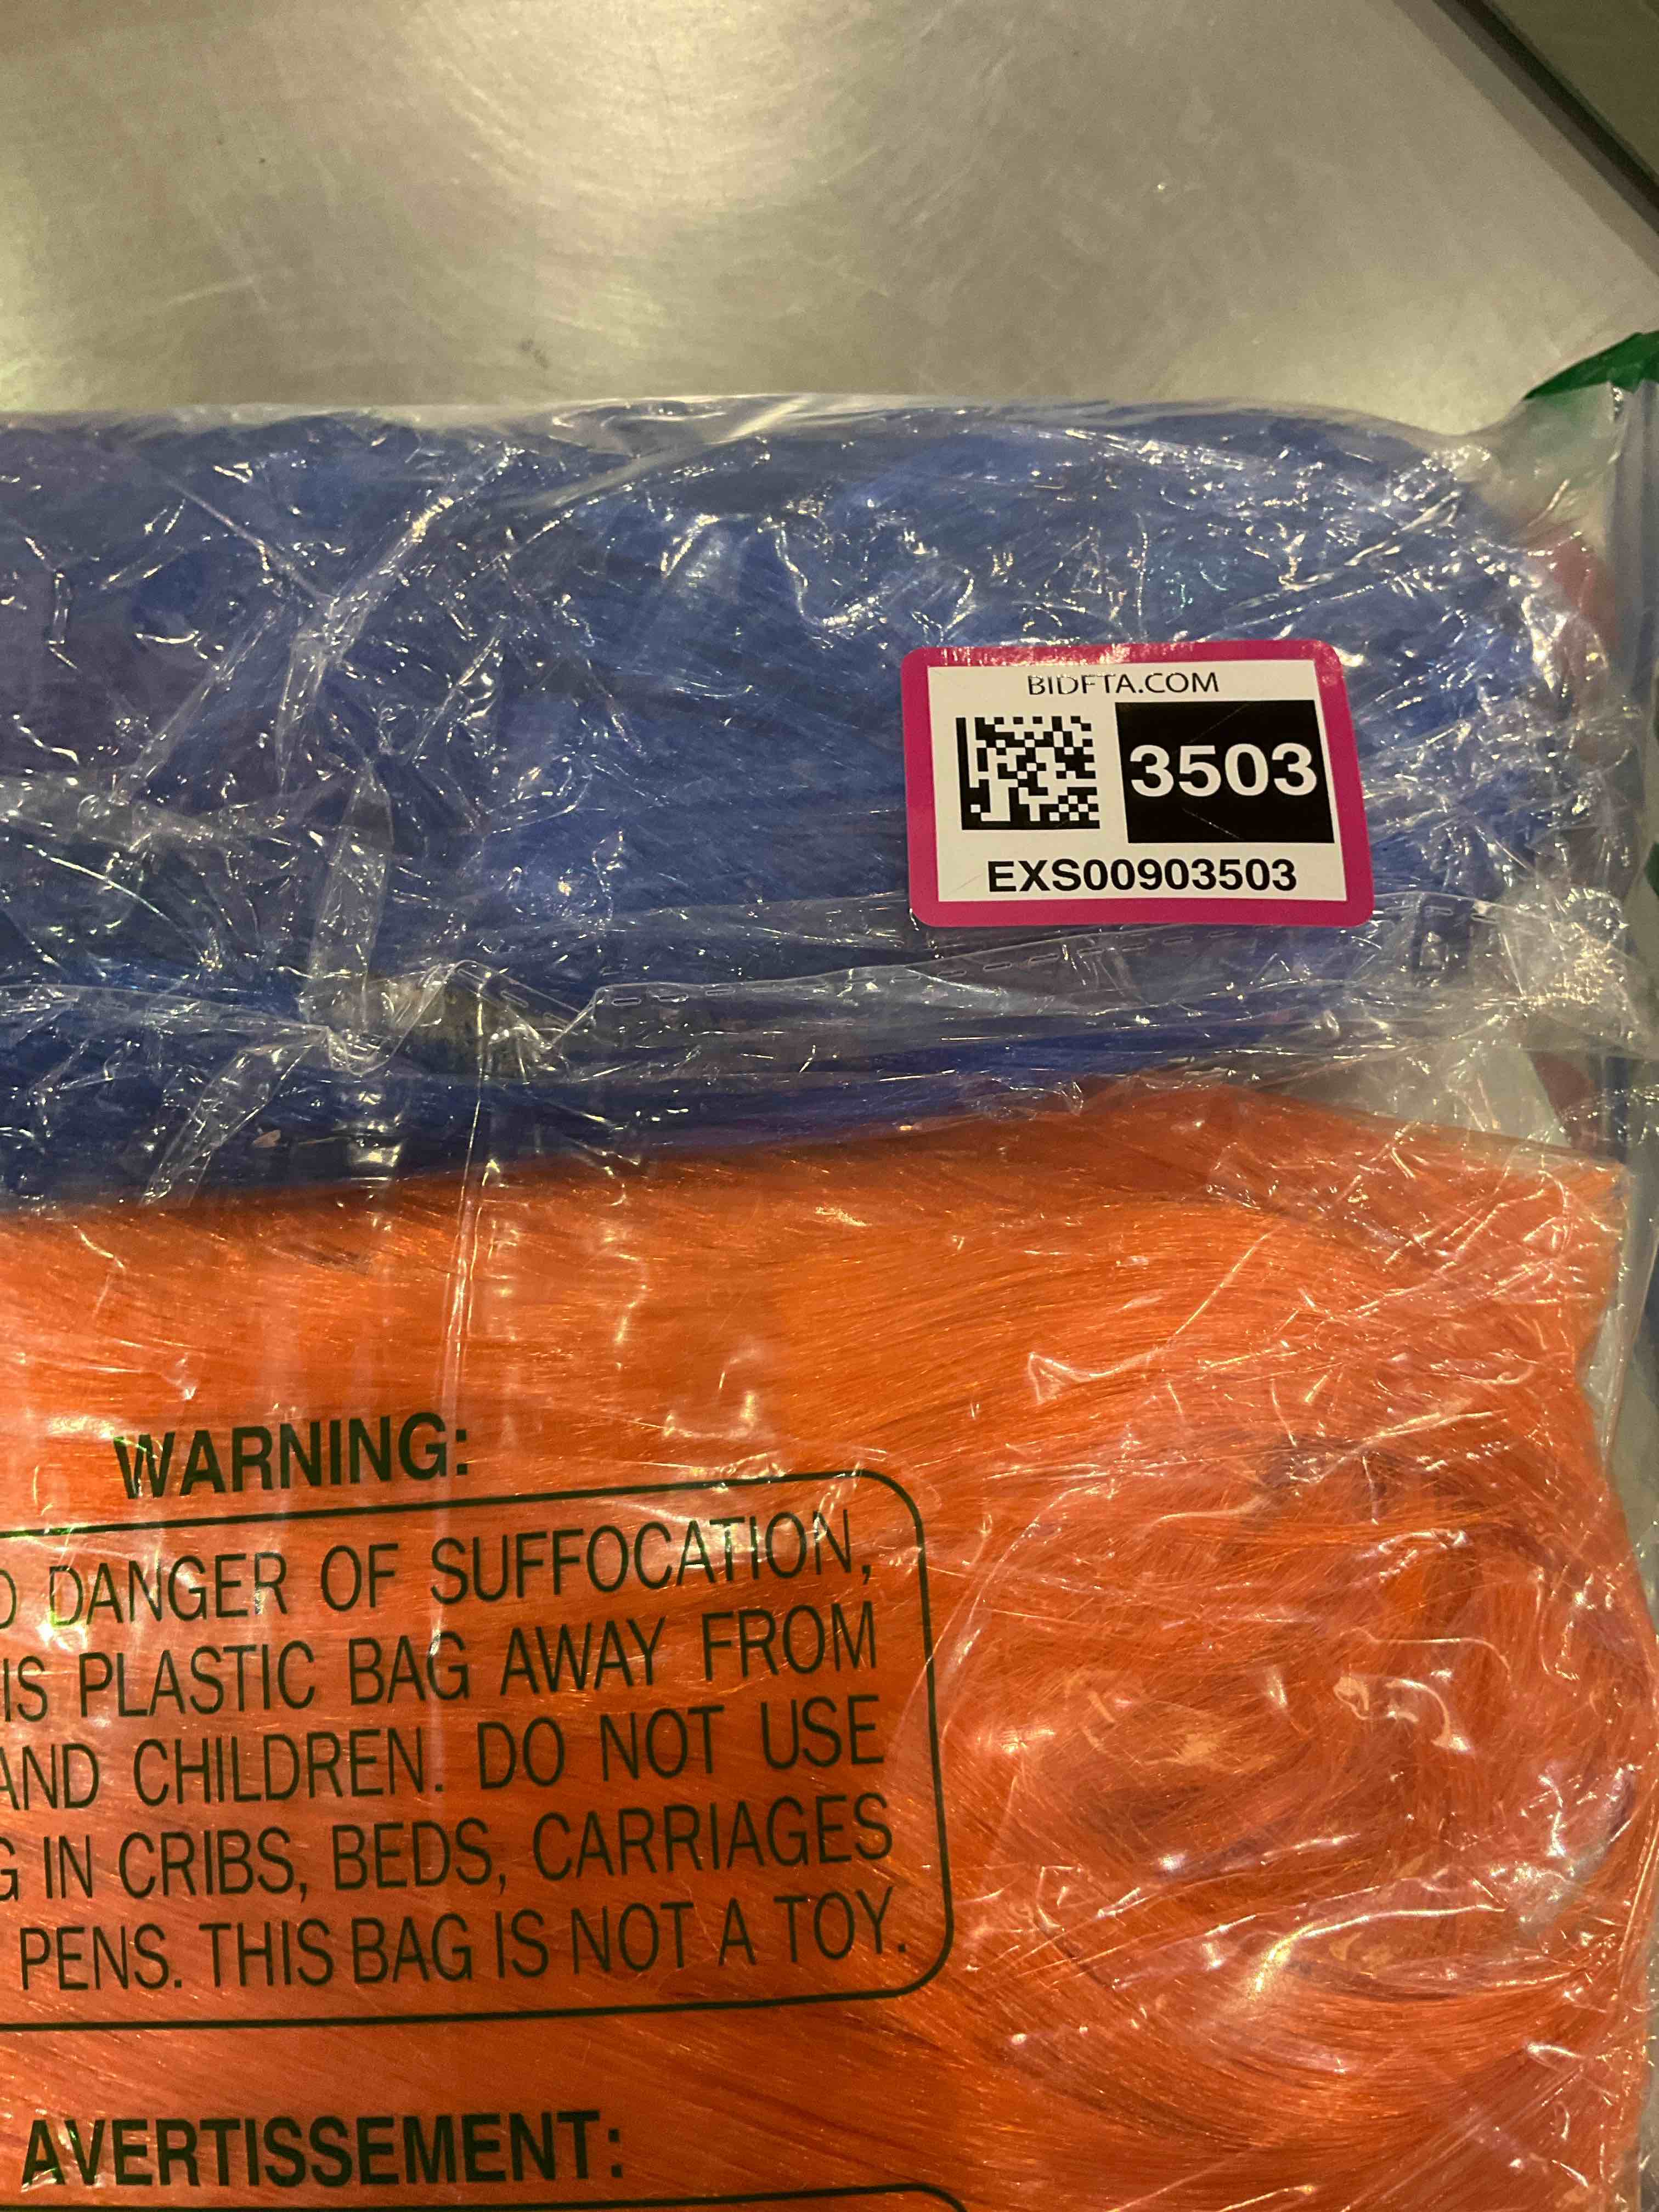 BIDFTA.COM
3503
EXS00903503
WARNING:
DANGER OF SUFFOCATION,
PLASTIC BAG AWAY FROM
AND CHILDREN. DO NOT USE
IN CRIBS, BEDS, CARRIAGES
PENS. THIS BAG IS NOT A TOY.
AVERTISSEMENT: